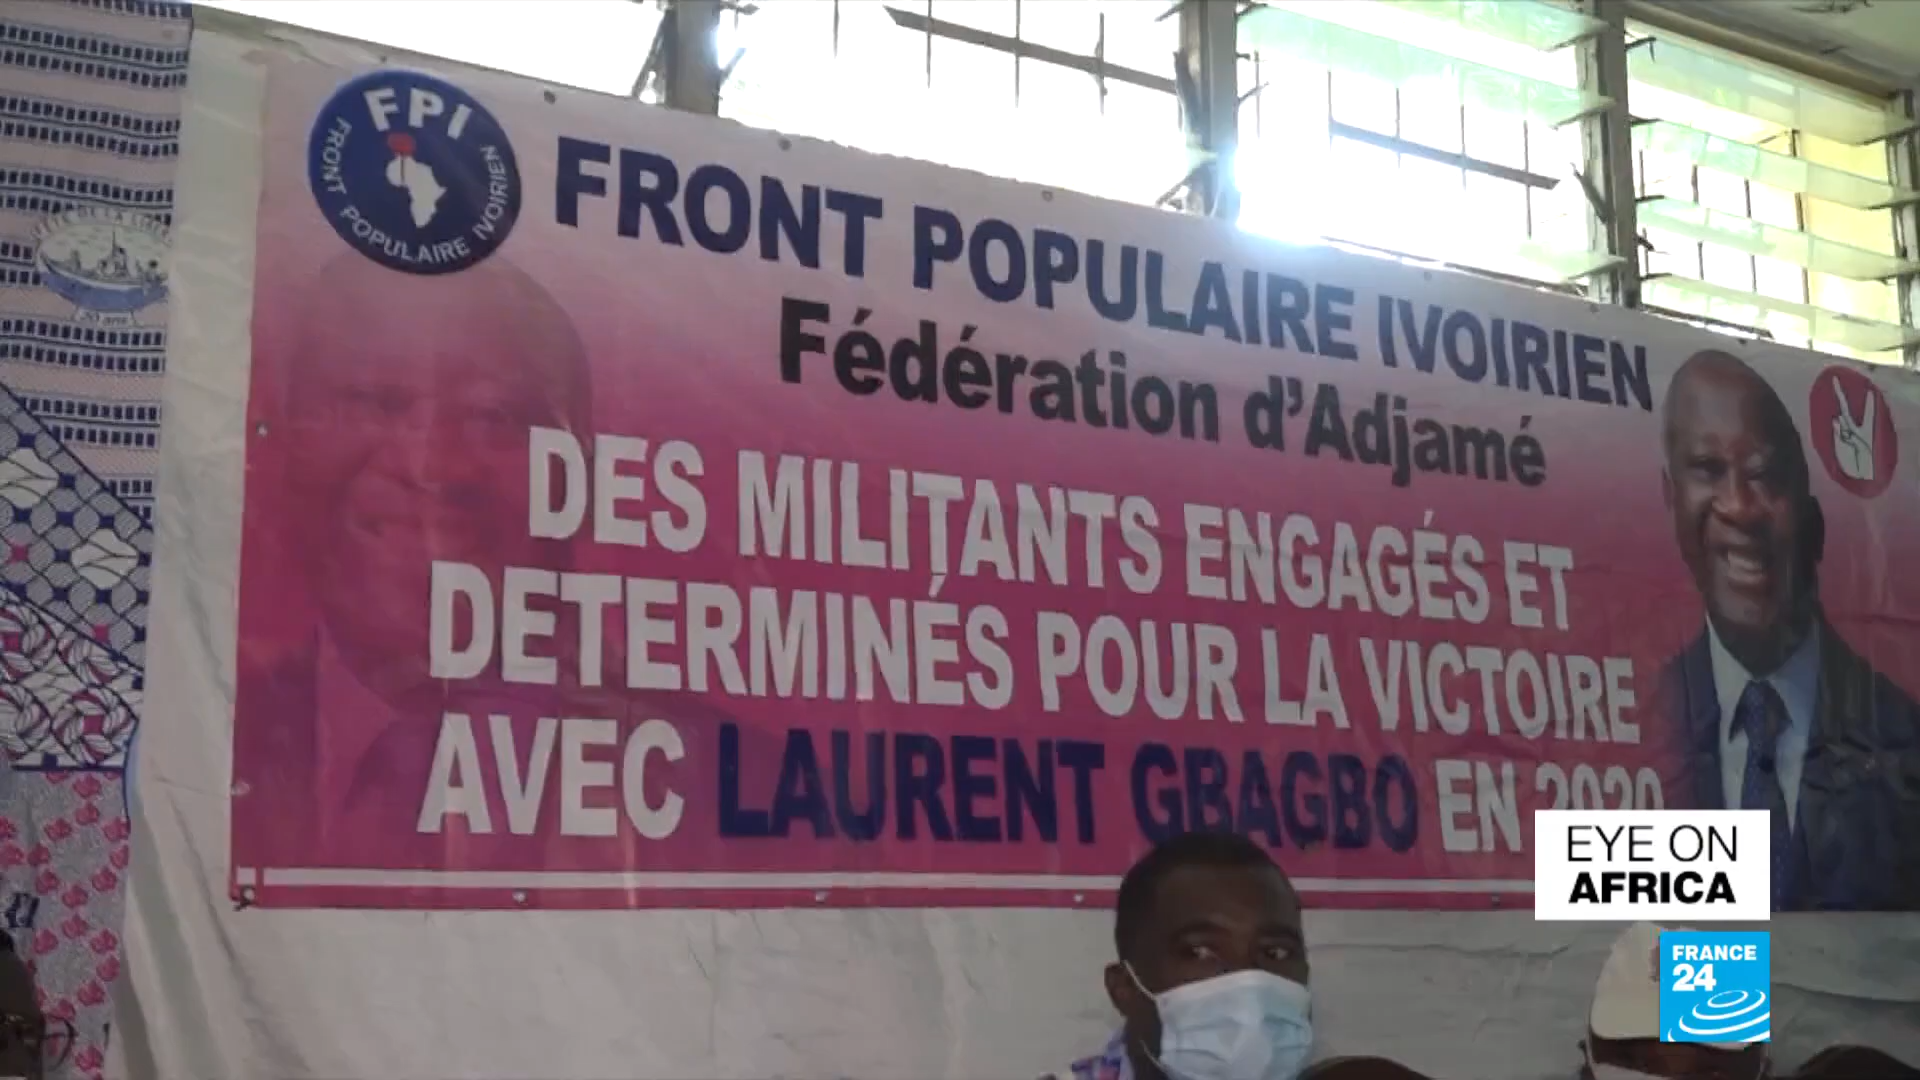 FPI
FRONT POPULAIRE IVOIRIEN
FRONT POPULAIRE IVOIRIEN
Fédération d'Adjamé
DES MILITANTS ENGAGÉS ET
DETERMINÉS POUR LA VICTOIRE
AVEC LAURENT GBAGBO EN 2020
EYE ON
AFRICA
FRANCE
24